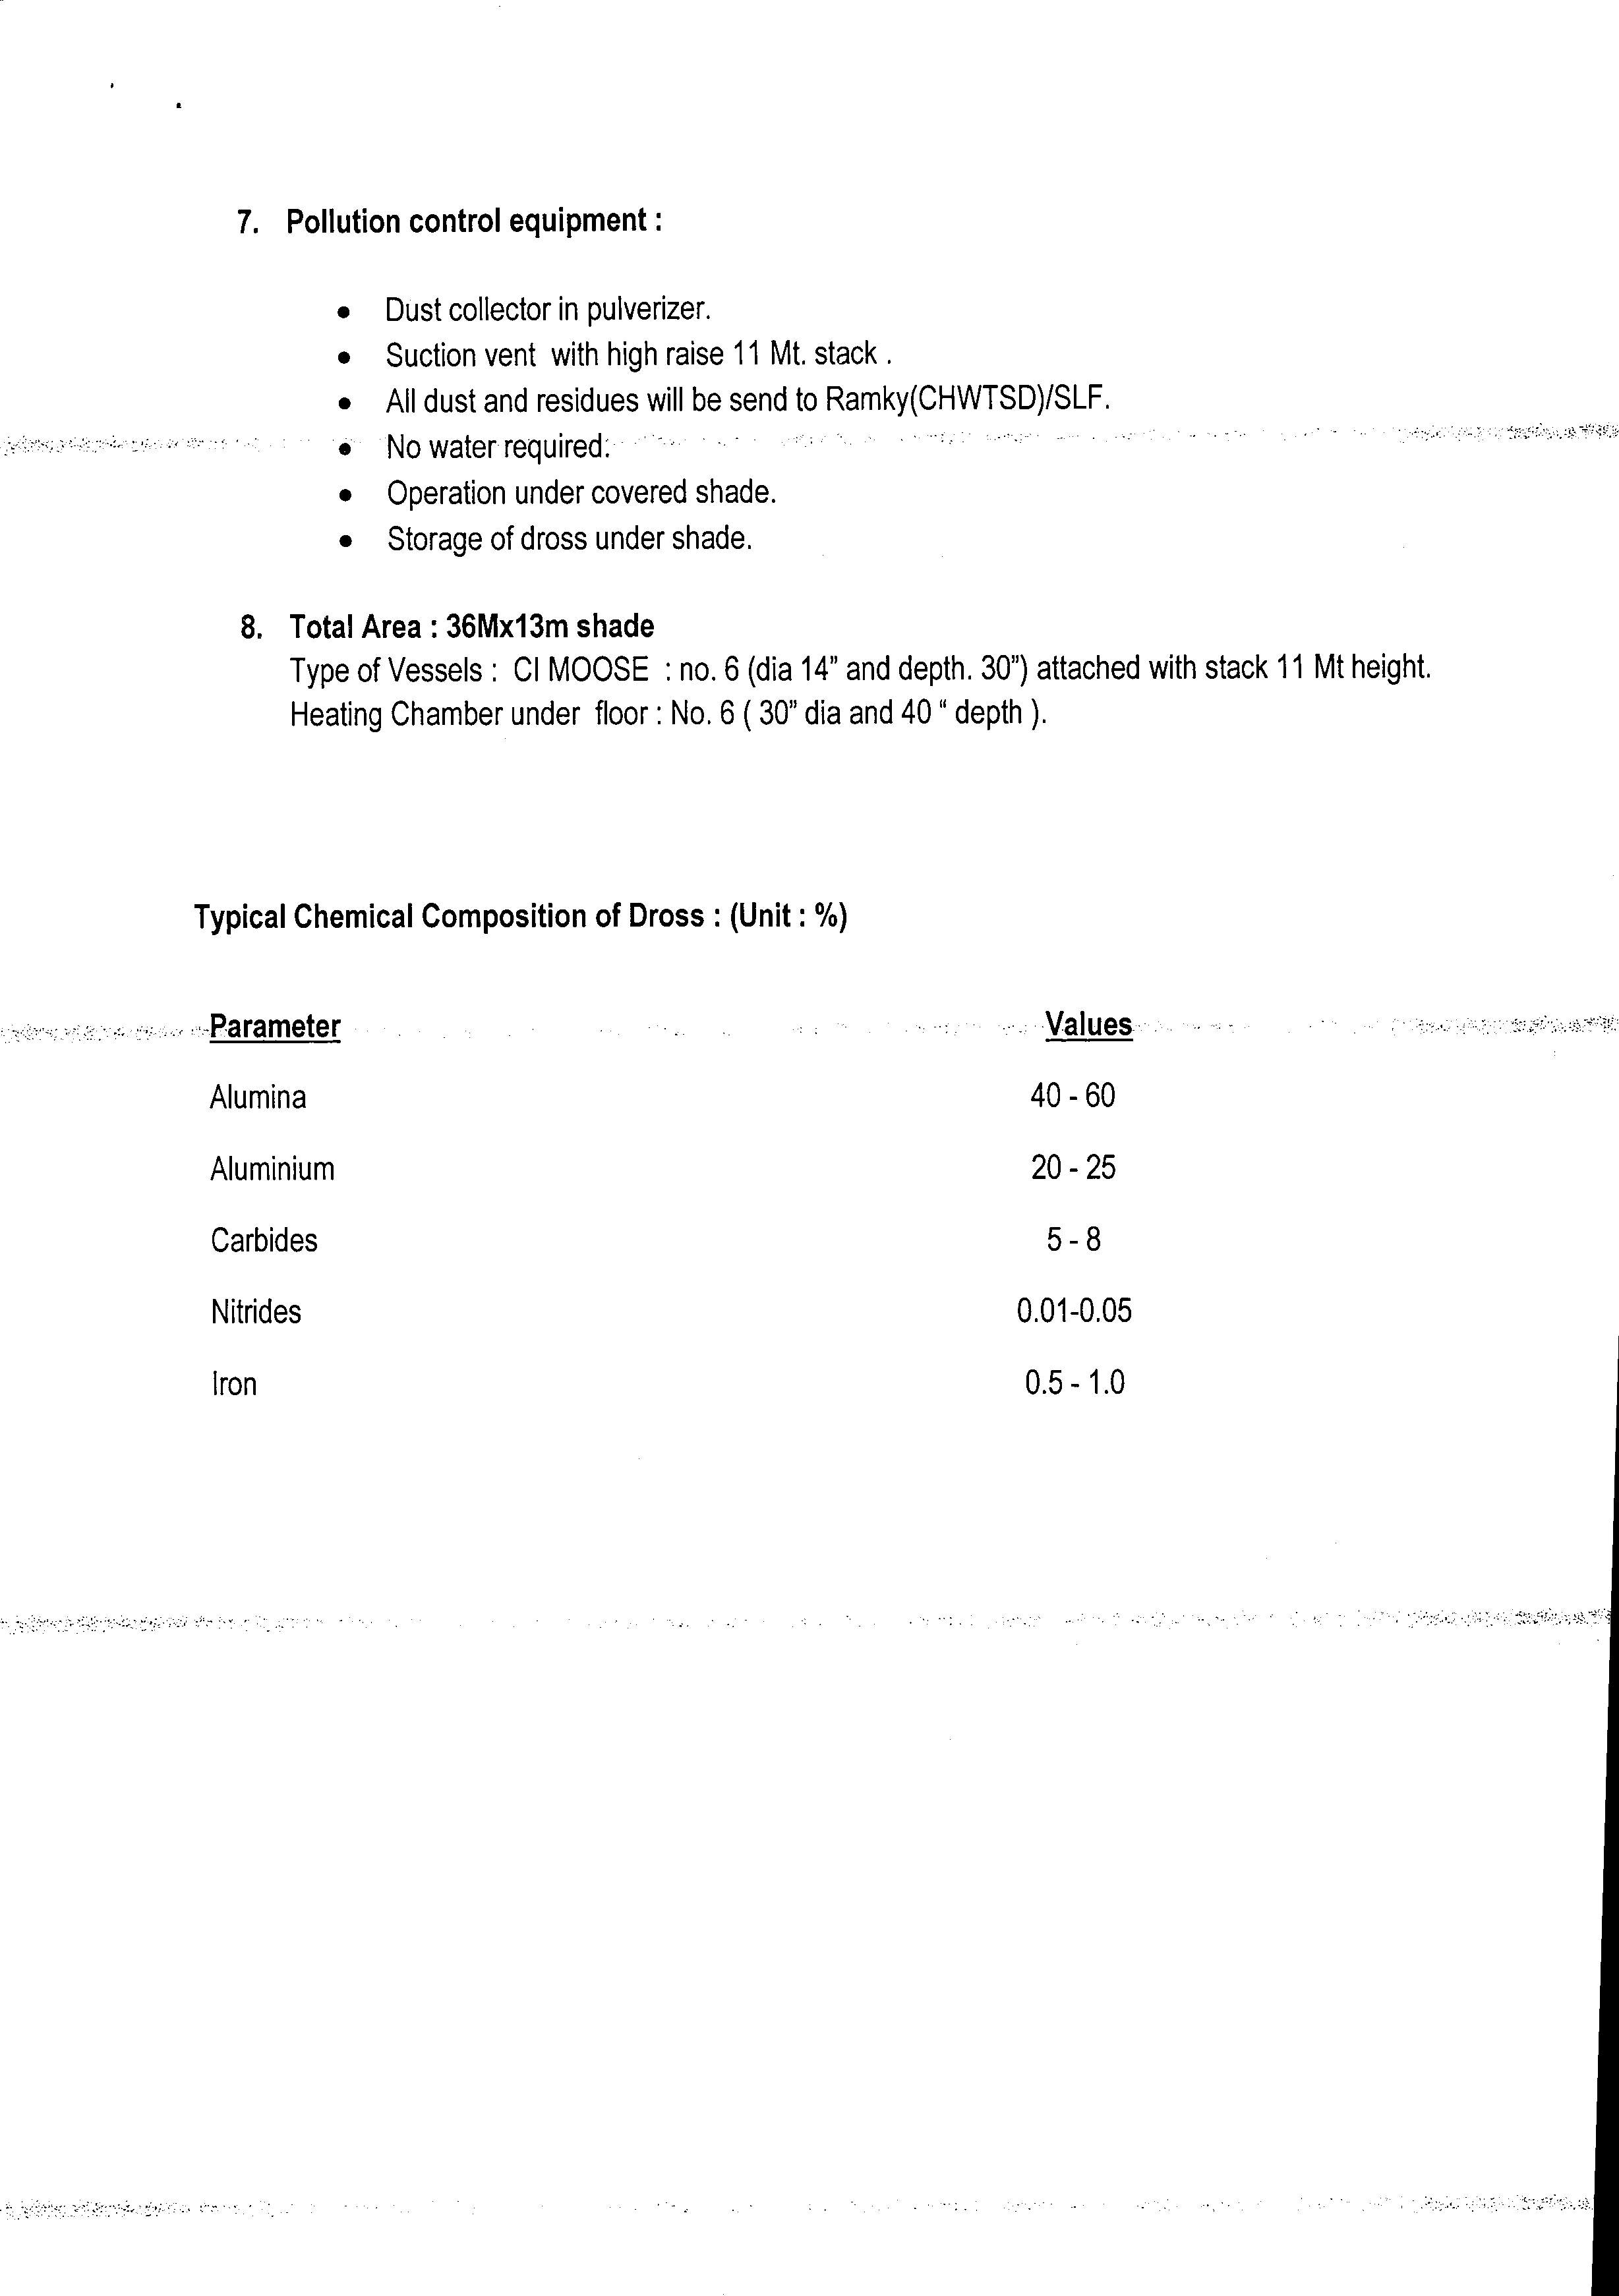 7. Pollution control equipment :
• Dust collector in pulverizer.
• Suction vent with high raise 11 Mt. stack .
• All dust and residues will be send to Ramky(CHWTSD)/SLF.
• No water required.
• Operation under covered shade.
• Storage of dross under shade.
8. Total Area : 36Mx13m shade
Type of Vessels : CI MOOSE : no. 6 (dia 14” and depth. 30”) attached with stack 11 Mt height.
Heating Chamber under floor : No. 6 ( 30” dia and 40 “ depth ).
Typical Chemical Composition of Dross : (Unit : %)
Parameter Values
Alumina 40 - 60
Aluminium 20 - 25
Carbides 5 - 8
Nitrides 0.01-0.05
Iron 0.5 - 1.0